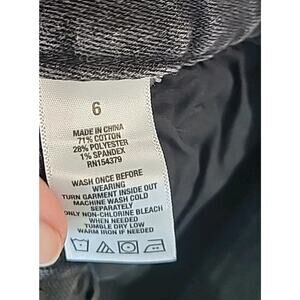 6
MADE IN CHINA
71% COTTON
28% POLYESTER
1% SPANDEX
RN154379
WASH ONCE BEFORE
WEARING
TURN GARMENT INSIDE OUT
MACHINE WASH COLD
SEPARATELY
ONLY NON-CHLORINE BLEACH
WHEN NEEDED
TUMBLE DRY LOW
WARM IRON IF NEEDED